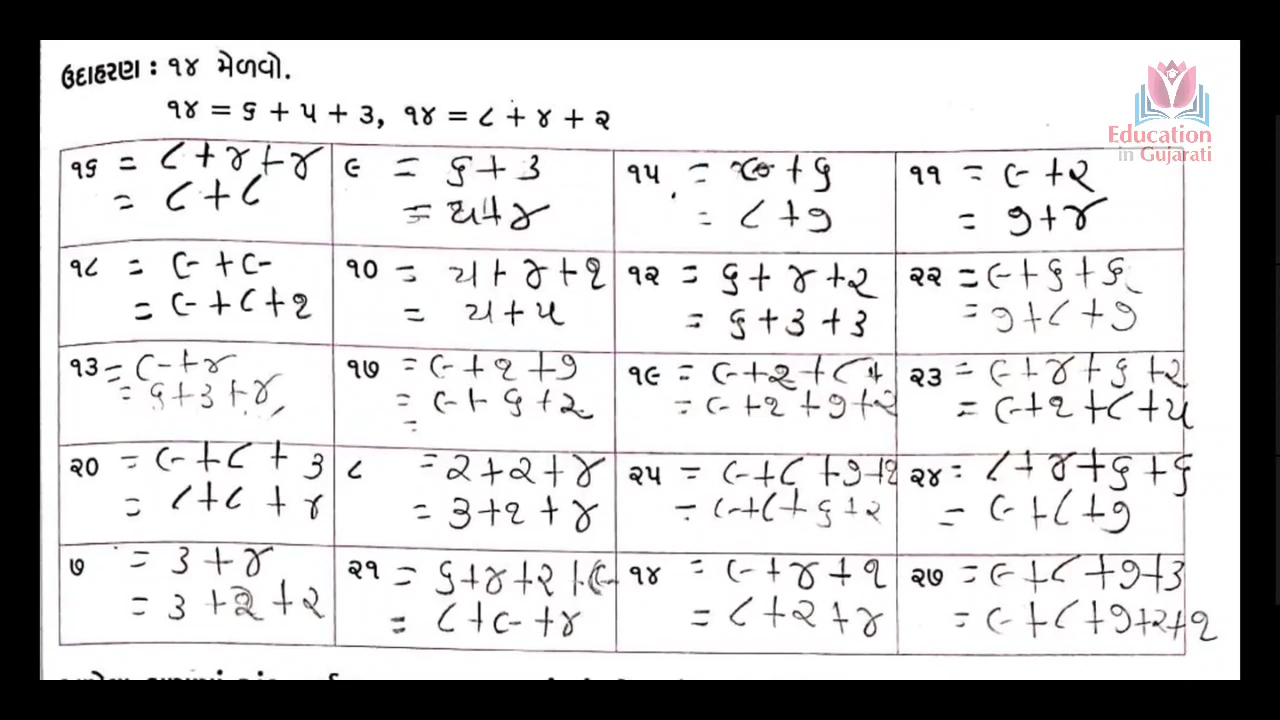 ઉદાહરણ : ૧૪ મેળવો.
૧૪ = ૬ + ૫ + ૩, ૧૪ = ૮ + ૪ + ૨
Education
in Gujarati
૧૬ = ૮+૪+૪
= ૮+૮
૯ = ૬+૩
= ૫+૪
૧૫ = ૯+૬
= ૮+૭
૧૧ = ૯+૨
= ૭+૪
૧૮ = ૯+૯
= ૯+૮+૧
૧૦ = ૫+૪+૧
= ૫+૫
૧૨ = ૬+૪+૨
= ૬+૩+૩
૨૨ = ૯+૬+૬
= ૭+૮+૭
૧૩ = ૯+૪
= ૬+૩+૪
૧૭ = ૯+૧+૭
= ૯+૬+૨
=
૧૯ = ૯+૨+૮+
= ૯+૧+૭+૨
૨૩ = ૯+૪+૬+૨
= ૯+૧+૮+૫
૨૦ = ૯+૮+૩
= ૮+૮+૪
૮ = ૨+૨+૪
= ૩+૧+૪
૨૫ = ૯+૮+૭+૧
= ૯+૮+૬+૨
૨૪ = ૮+૪+૬+૬
= ૯+૮+૭
૭ = ૩+૪
= ૩+૨+૨
૨૧ = ૬+૪+૨+૯
= ૮+૯+૪
૧૪ = ૯+૪+૧
= ૮+૨+૪
૨૭ = ૯+૮+૭+૩
= ૯+૮+૭+૨+૧